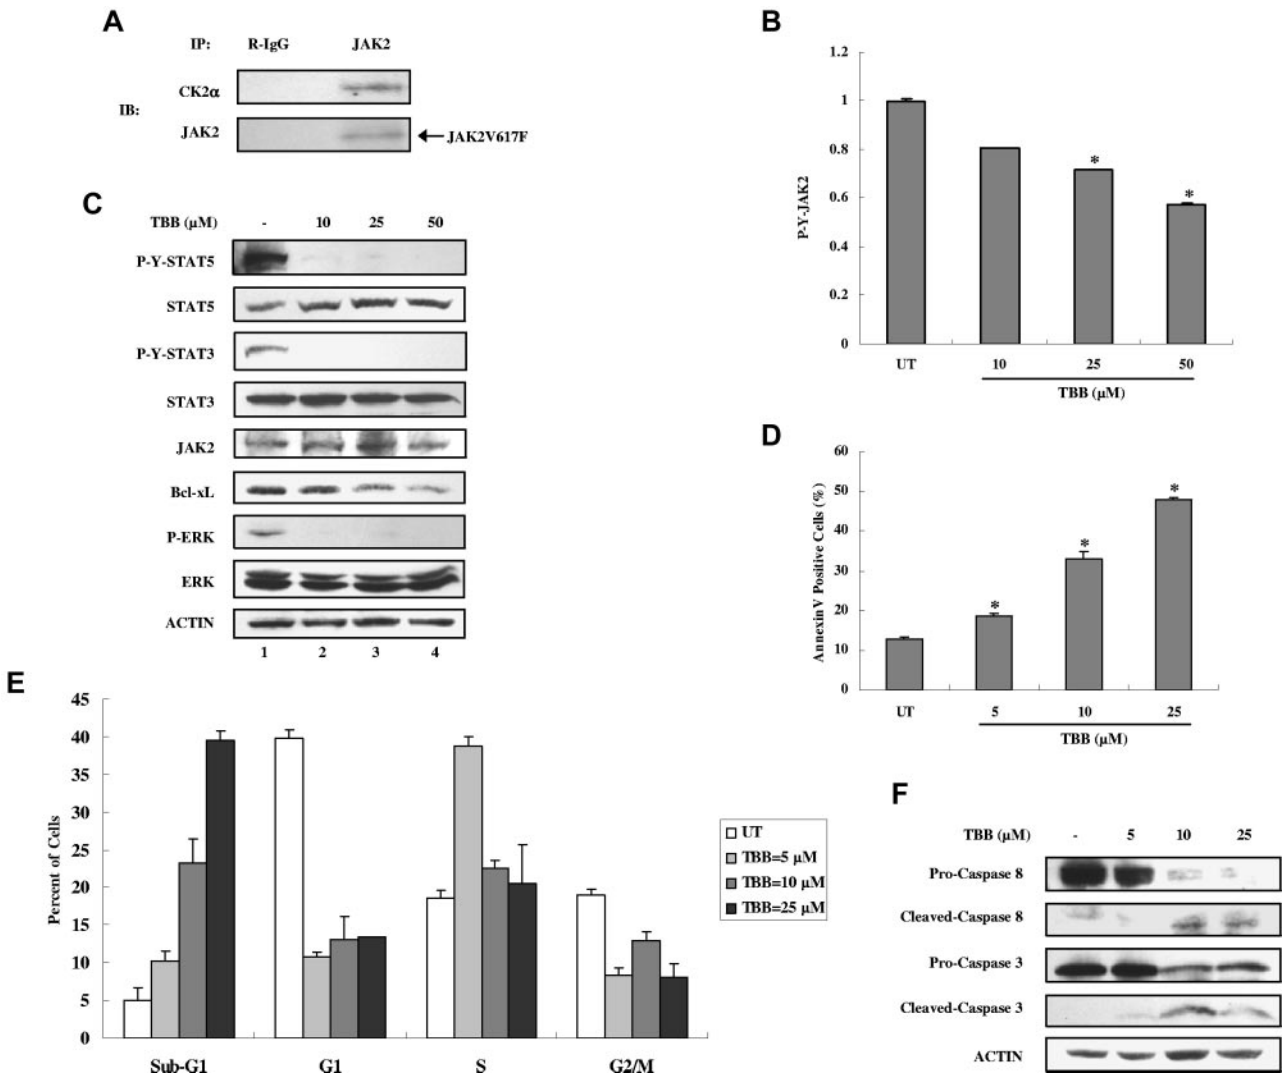 A
IP: R-IgG JAK2
IB:
CK2α
JAK2
JAK2V617F
B
P-Y-JAK2
1.2
1
0.8
0.6
0.4
0.2
0
* *
UT 10 25 50
TBB (µM)
C
TBB (µM) - 10 25 50
P-Y-STAT5
STAT5
P-Y-STAT3
STAT3
JAK2
Bcl-xL
P-ERK
ERK
ACTIN
1 2 3 4
D
AnnexinV Positive Cells (%)
60
50
40
30
20
10
0
* * *
UT 5 10 25
TBB (µM)
E
Percent of Cells
45
40
35
30
25
20
15
10
5
0
Sub-G1 G1 S G2/M
UT
TBB=5 µM
TBB=10 µM
TBB=25 µM
F
TBB (µM) - 5 10 25
Pro-Caspase 8
Cleaved-Caspase 8
Pro-Caspase 3
Cleaved-Caspase 3
ACTIN